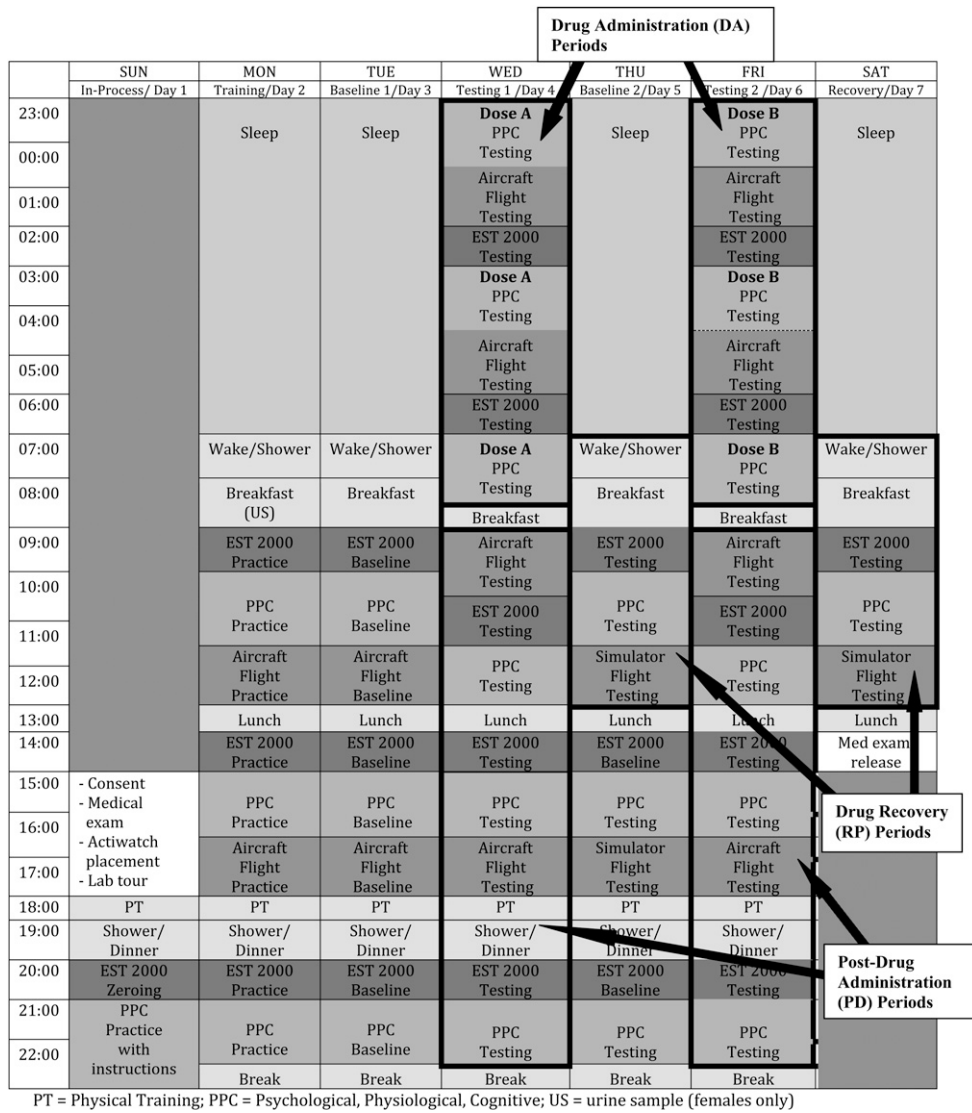 Drug Administration (DA)
Periods
SUN MON TUE WED THU FRI SAT
In-Process/ Day 1 Training/Day 2 Baseline 1/Day 3 Testing 1 /Day 4 Baseline 2/Day 5 Testing 2 /Day 6 Recovery/Day 7
23:00 Dose A Dose B
Sleep Sleep PPC Sleep PPC Sleep
00:00 Testing Testing
Aircraft Aircraft
01:00 Flight Flight
Testing Testing
02:00 EST 2000 EST 2000
Testing Testing
03:00 Dose A Dose B
PPC PPC
04:00 Testing Testing
Aircraft Aircraft
05:00 Flight Flight
Testing Testing
06:00 EST 2000 EST 2000
Testing Testing
07:00 Wake/Shower Wake/Shower Dose A Wake/Shower Dose B Wake/Shower
PPC PPC
08:00 Breakfast Breakfast Testing Breakfast Testing Breakfast
(US) Breakfast Breakfast
09:00 EST 2000 EST 2000 Aircraft EST 2000 Aircraft EST 2000
Practice Baseline Flight Testing Flight Testing
10:00 Testing Testing
PPC PPC EST 2000 PPC EST 2000 PPC
11:00 Practice Baseline Testing Testing Testing Testing
Aircraft Aircraft PPC Simulator PPC Simulator
12:00 Flight Flight Testing Flight Testing Flight
Practice Baseline Testing Testing
13:00 Lunch Lunch Lunch Lunch Lunch Lunch
14:00 EST 2000 EST 2000 EST 2000 EST 2000 EST 2000 Med exam
Practice Baseline Testing Baseline Testing release
15:00 - Consent
- Medical PPC PPC PPC PPC PPC
16:00 exam Practice Baseline Testing Testing Testing
- Actiwatch Aircraft Aircraft Aircraft Simulator Aircraft
17:00 placement Flight Flight Flight Flight Flight
- Lab tour Practice Baseline Testing Testing Testing
Drug Recovery
(RP) Periods
18:00 PT PT PT PT PT PT
19:00 Shower/ Shower/ Shower/ Shower/ Shower/ Shower/
Dinner Dinner Dinner Dinner Dinner Dinner
20:00 EST 2000 EST 2000 EST 2000 EST 2000 EST 2000 EST 2000
Zeroing Practice Baseline Testing Baseline Testing
Post-Drug
Administration
(PD) Periods
21:00 PPC
Practice PPC PPC PPC PPC PPC
22:00 with Practice Baseline Testing Testing Testing
instructions Break Break Break Break Break
PT = Physical Training; PPC = Psychological, Physiological, Cognitive; US = urine sample (females only)